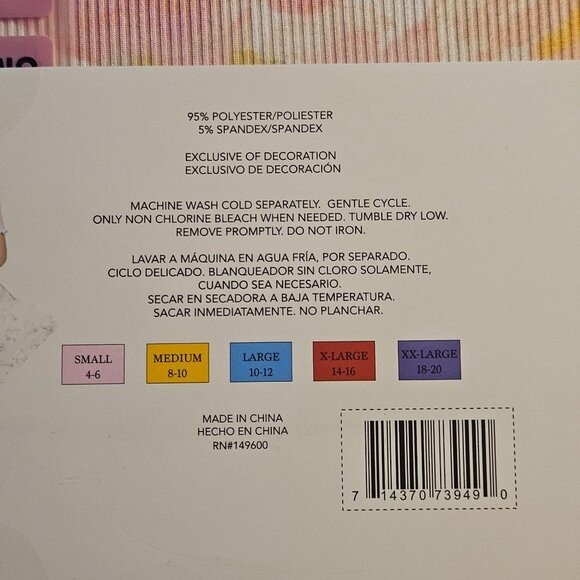 95% POLYESTER/POLIESTER
5% SPANDEX/SPANDEX
EXCLUSIVE OF DECORATION
EXCLUSIVO DE DECORACIÓN
MACHINE WASH COLD SEPARATELY. GENTLE CYCLE.
ONLY NON CHLORINE BLEACH WHEN NEEDED. TUMBLE DRY LOW.
REMOVE PROMPTLY. DO NOT IRON.
LAVAR A MÁQUINA EN AGUA FRÍA, POR SEPARADO.
CICLO DELICADO. BLANQUEADOR SIN CLORO SOLAMENTE,
CUANDO SEA NECESARIO.
SECAR EN SECADORA A BAJA TEMPERATURA.
SACAR INMEDIATAMENTE. NO PLANCHAR.
SMALL
4-6
MEDIUM
8-10
LARGE
10-12
X-LARGE
14-16
XX-LARGE
18-20
MADE IN CHINA
HECHO EN CHINA
RN#149600
7 14370 73949 0